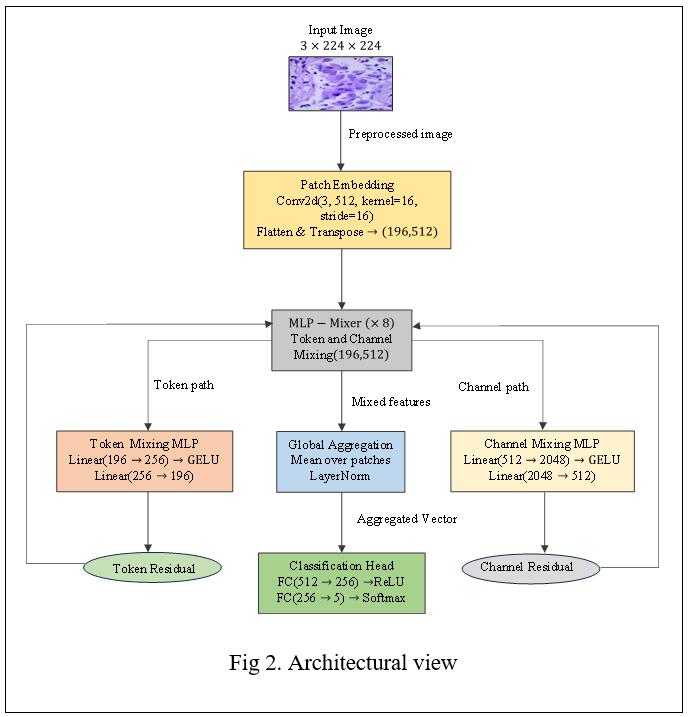 Input Image
3 × 224 × 224
Preprocessed image
Patch Embedding
Conv2d(3, 512, kernel=16,
stride=16)
Flatten & Transpose → (196,512)
MLP − Mixer (× 8)
Token and Channel
Mixing(196,512)
Token path
Mixed features
Channel path
Token Mixing MLP
Linear(196 → 256) → GELU
Linear(256 → 196)
Global Aggregation
Mean over patches
LayerNorm
Channel Mixing MLP
Linear(512 → 2048) → GELU
Linear(2048 → 512)
Aggregated Vector
Token Residual
Classification Head
FC(512 → 256) →ReLU
FC(256 → 5) → Softmax
Channel Residual
Fig 2. Architectural view